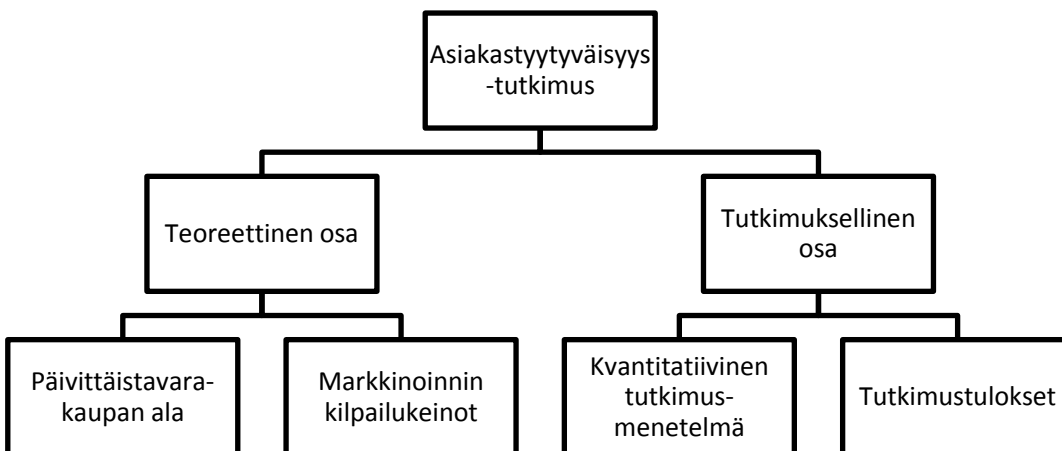 Asiakastyytyväisyys
-tutkimus
Teoreettinen osa
Tutkimuksellinen
osa
Päivittäistavara-
kaupan ala
Markkinoinnin
kilpailukeinot
Kvantitatiivinen
tutkimus-
menetelmä
Tutkimustulokset